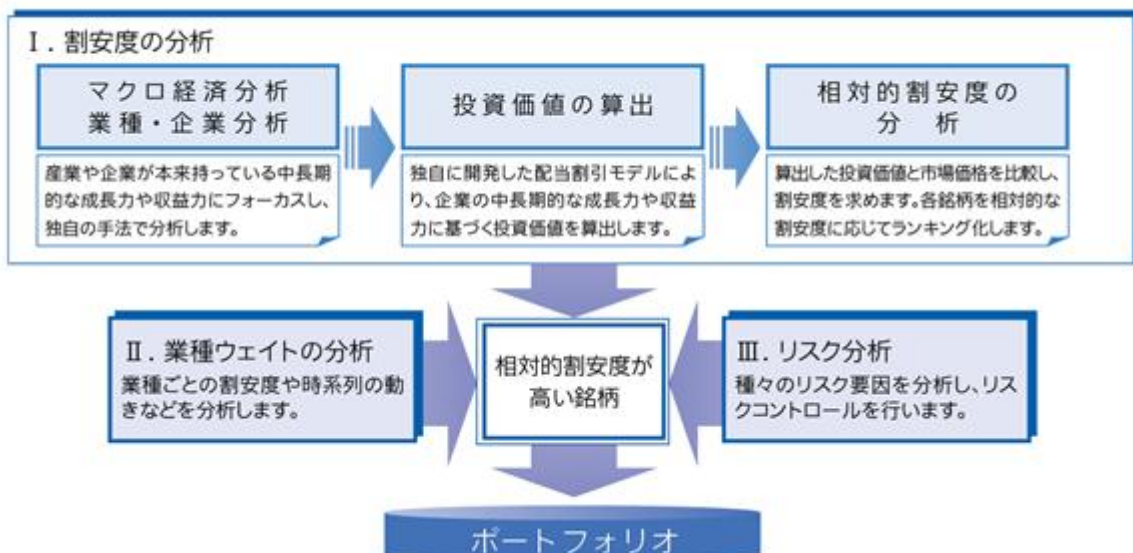 Ⅰ. 割安度の分析
マクロ経済分析
業種・企業分析
産業や企業が本来持っている中長期
的な成長力や収益力にフォーカスし、
独自の手法で分析します。
投資価値の算出
独自に開発した配当割引モデルによ
り、企業の中長期的な成長力や収益
力に基づく投資価値を算出します。
相対的割安度の
分 析
算出した投資価値と市場価格を比較し、
割安度を求めます。各銘柄を相対的な
割安度に応じてランキング化します。
Ⅱ. 業種ウェイトの分析
業種ごとの割安度や時系列の動
きなどを分析します。
相対的割安度が
高い銘柄
Ⅲ. リスク分析
種々のリスク要因を分析し、リス
クコントロールを行います。
ポートフォリオ